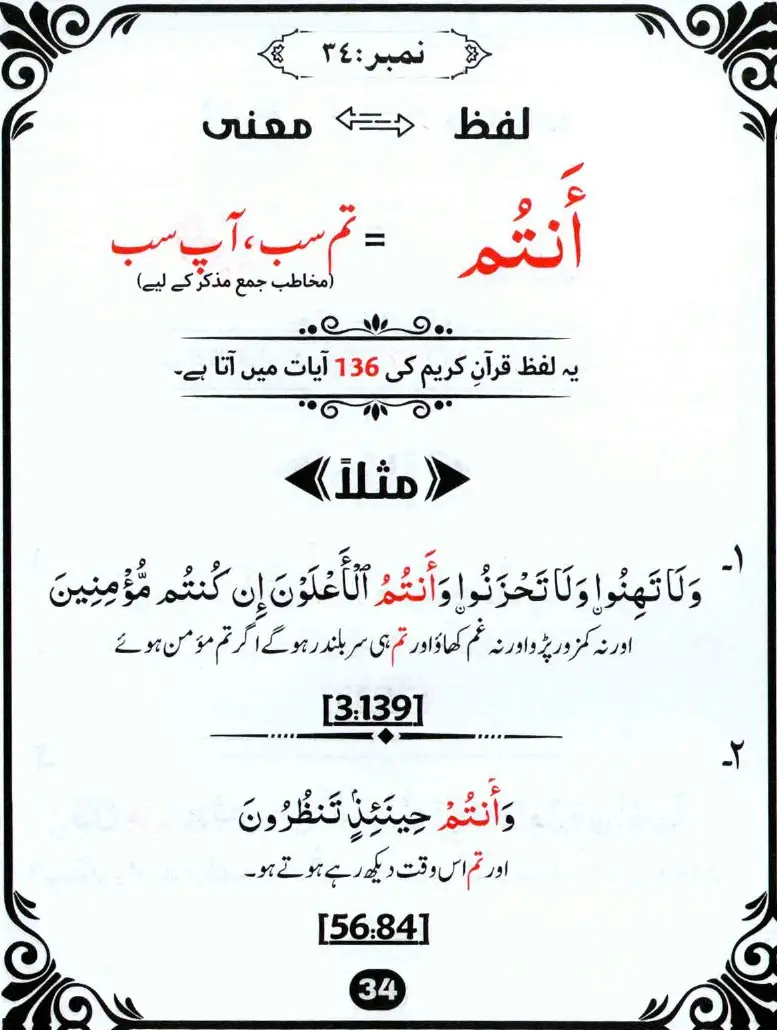 نمبر: ٣٤
لفظ ⇐⇒ معنی
أَنتُم = تم سب، آپ سب
(مخاطب جمع مذکر کے لیے)
یہ لفظ قرآنِ کریم کی 136 آیات میں آتا ہے۔
مثلاً
١۔
وَلَا تَهِنُوا۟ وَلَا تَحْزَنُوا۟ وَأَنتُمُ ٱلْأَعْلَوْنَ إِن كُنتُم مُّؤْمِنِينَ
اور نہ کمزور پڑو اور نہ غم کھاؤ اور تم ہی سربلند رہو گے اگر تم مؤمن ہوئے
[3:139]
٢۔
وَأَنتُمْ حِينَئِذٍ تَنظُرُونَ
اور تم اس وقت دیکھ رہے ہوتے ہو۔
[56:84]
34